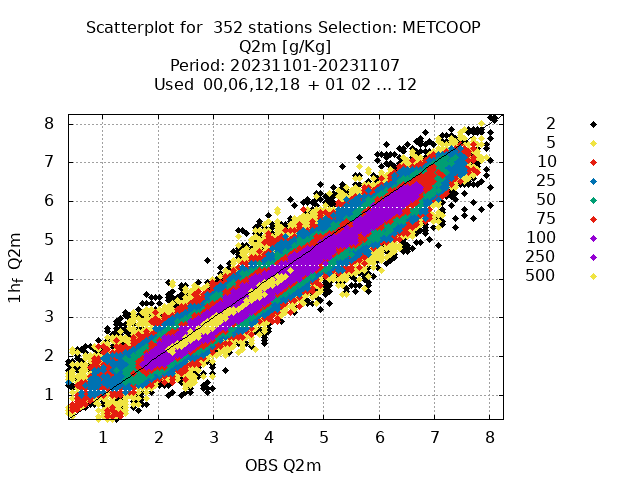 Scatterplot for  352 stations Selection: METCOOP
Q2m [g/Kg]
Period: 20231101-20231107
Used  00,06,12,18  + 01 02 ... 12
8
7
6
5
4
3
2
1
1hf  Q2m
1 2 3 4 5 6 7 8
OBS Q2m
2
5
10
25
50
75
100
250
500